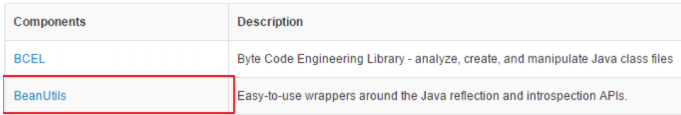 Components Description
BCEL Byte Code Engineering Library - analyze, create, and manipulate Java class files
BeanUtils Easy-to-use wrappers around the Java reflection and introspection APIs.